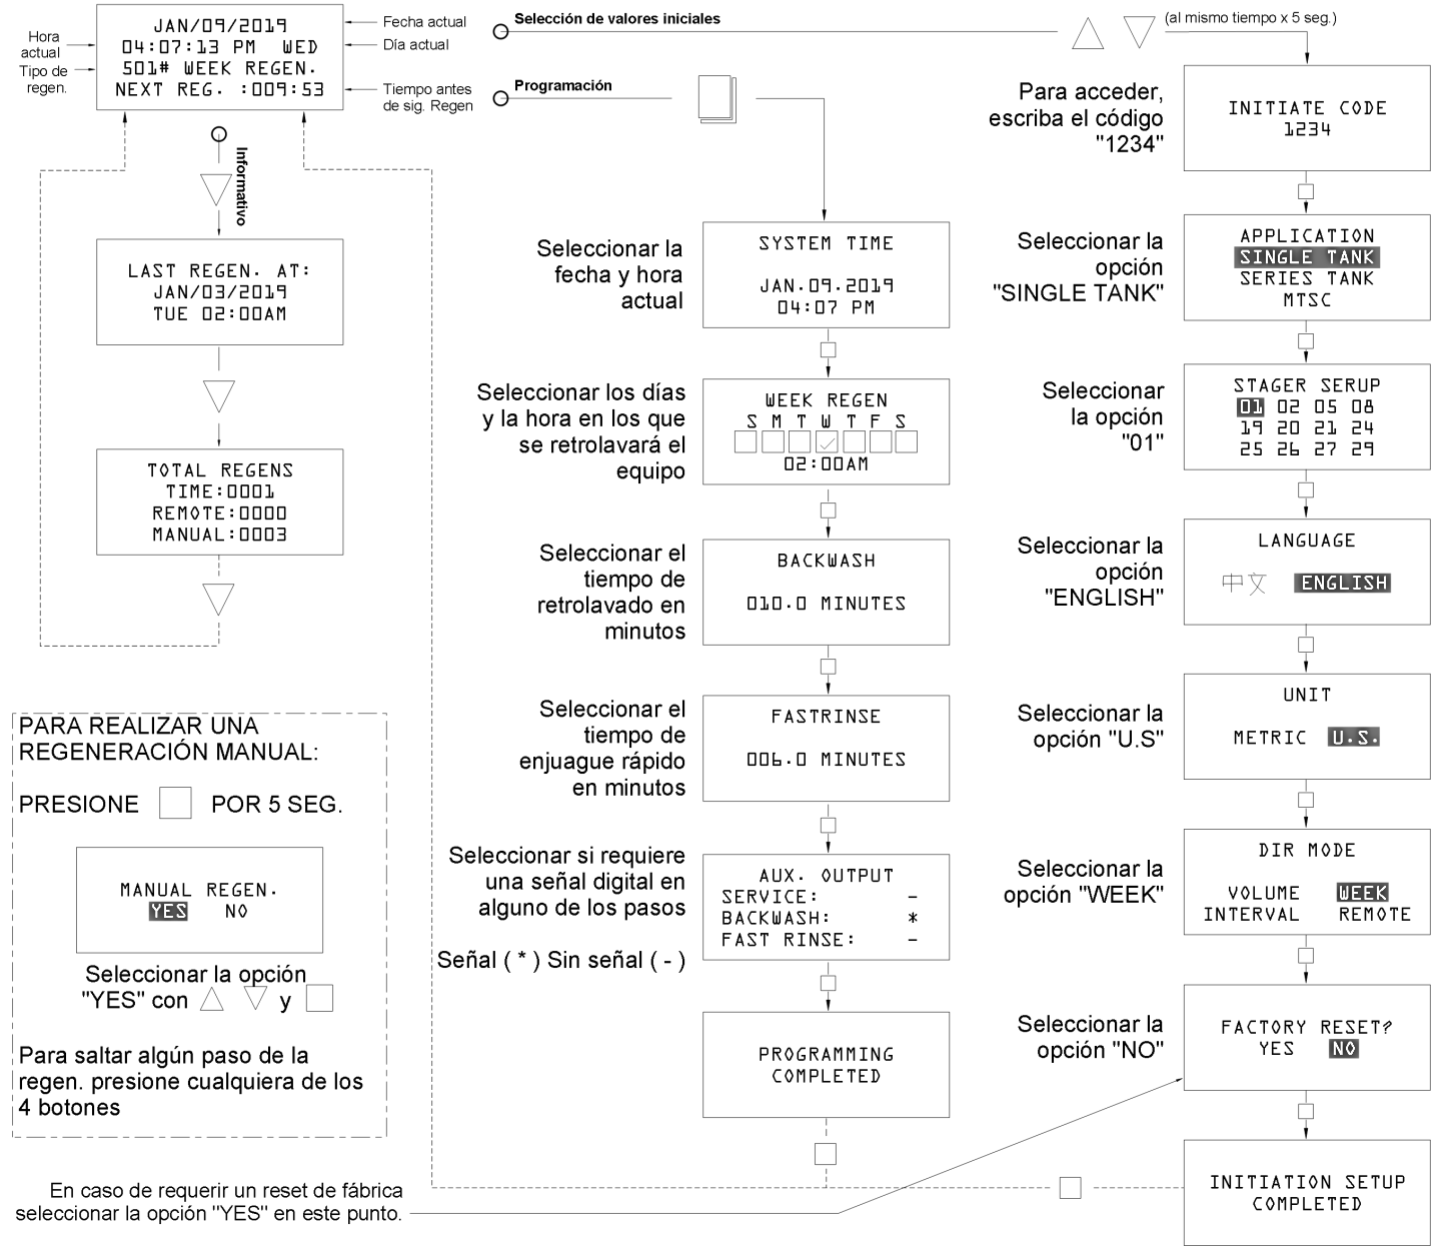 JAN/09/2019
04:07:13 PM WED
501# WEEK REGEN.
NEXT REG. :009:53
Hora
actual
Tipo de
regen.
Fecha actual
Día actual
Tiempo antes
de sig. Regen
Informativo
LAST REGEN. AT:
JAN/03/2019
TUE 02:00AM
TOTAL REGENS
TIME:0001
REMOTE:0000
MANUAL:0003
PARA REALIZAR UNA
REGENERACIÓN MANUAL:
PRESIONE POR 5 SEG.
MANUAL REGEN.
YES NO
Seleccionar la opción
"YES" con y
Para saltar algún paso de la
regen. presione cualquiera de los
4 botones
En caso de requerir un reset de fábrica
seleccionar la opción "YES" en este punto.
Programación
Seleccionar la
fecha y hora
actual
SYSTEM TIME
JAN.09.2019
04:07 PM
Seleccionar los días
y la hora en los que
se retrolavará el
equipo
WEEK REGEN
S M T W T F S
02:00AM
Seleccionar el
tiempo de
retrolavado en
minutos
BACKWASH
010.0 MINUTES
Seleccionar el
tiempo de
enjuague rápido
en minutos
FASTRINSE
006.0 MINUTES
Seleccionar si requiere
una señal digital en
alguno de los pasos
Señal ( * ) Sin señal ( - )
AUX. OUTPUT
SERVICE: -
BACKWASH: *
FAST RINSE: -
PROGRAMMING
COMPLETED
Selección de valores iniciales
(al mismo tiempo x 5 seg.)
Para acceder,
escriba el código
"1234"
INITIATE CODE
1234
Seleccionar la
opción
"SINGLE TANK"
APPLICATION
SINGLE TANK
SERIES TANK
MTSC
Seleccionar
la opción
"01"
STAGER SERUP
01 02 05 08
19 20 21 24
25 26 27 29
Seleccionar la
opción
"ENGLISH"
LANGUAGE
中文 ENGLISH
Seleccionar la
opción "U.S"
UNIT
METRIC U.S.
Seleccionar la
opción "WEEK"
DIR MODE
VOLUME WEEK
INTERVAL REMOTE
Seleccionar la
opción "NO"
FACTORY RESET?
YES NO
INITIATION SETUP
COMPLETED